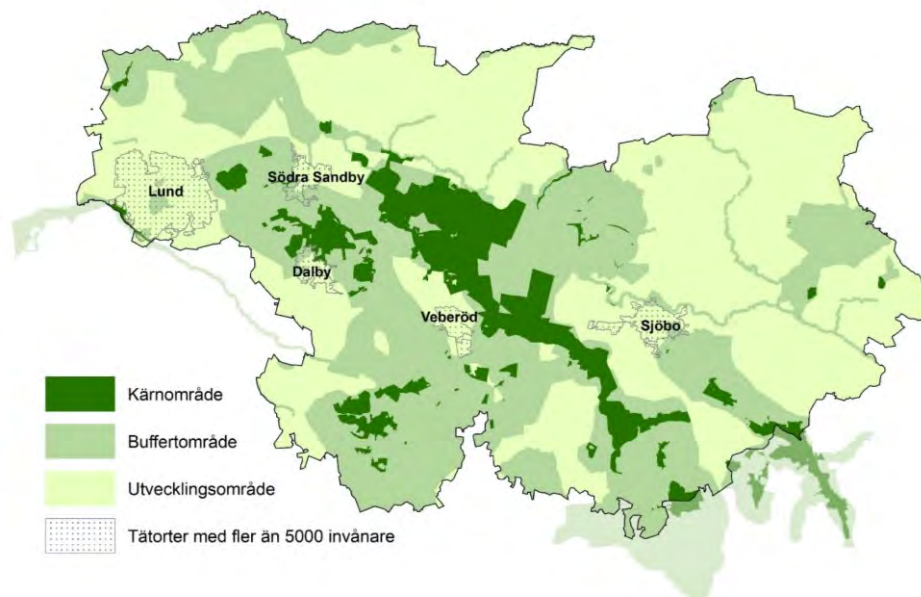 Lund
Södra Sandby
Dalby
Veberöd
Sjöbo
Kärnområde
Buffertområde
Utvecklingsområde
Tätorter med fler än 5000 invånare